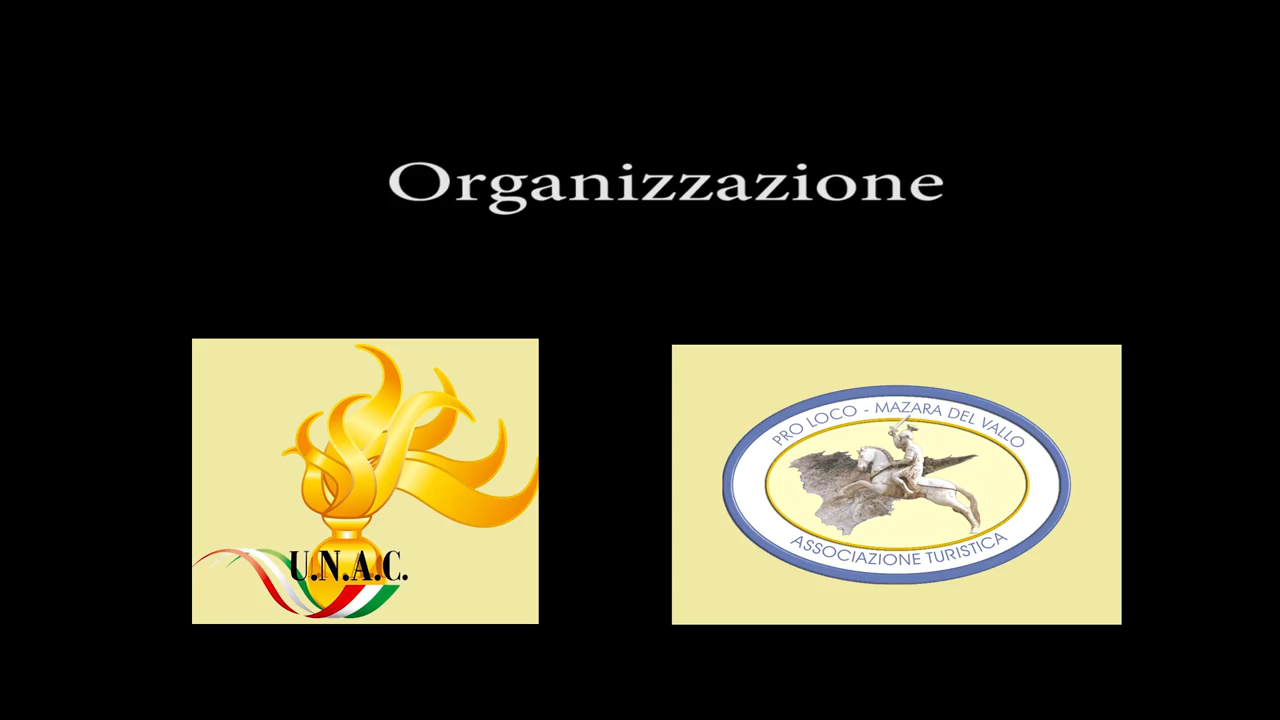 Organizzazione
U.N.A.C.
PRO LOCO - MAZARA DEL VALLO
ASSOCIAZIONE TURISTICA